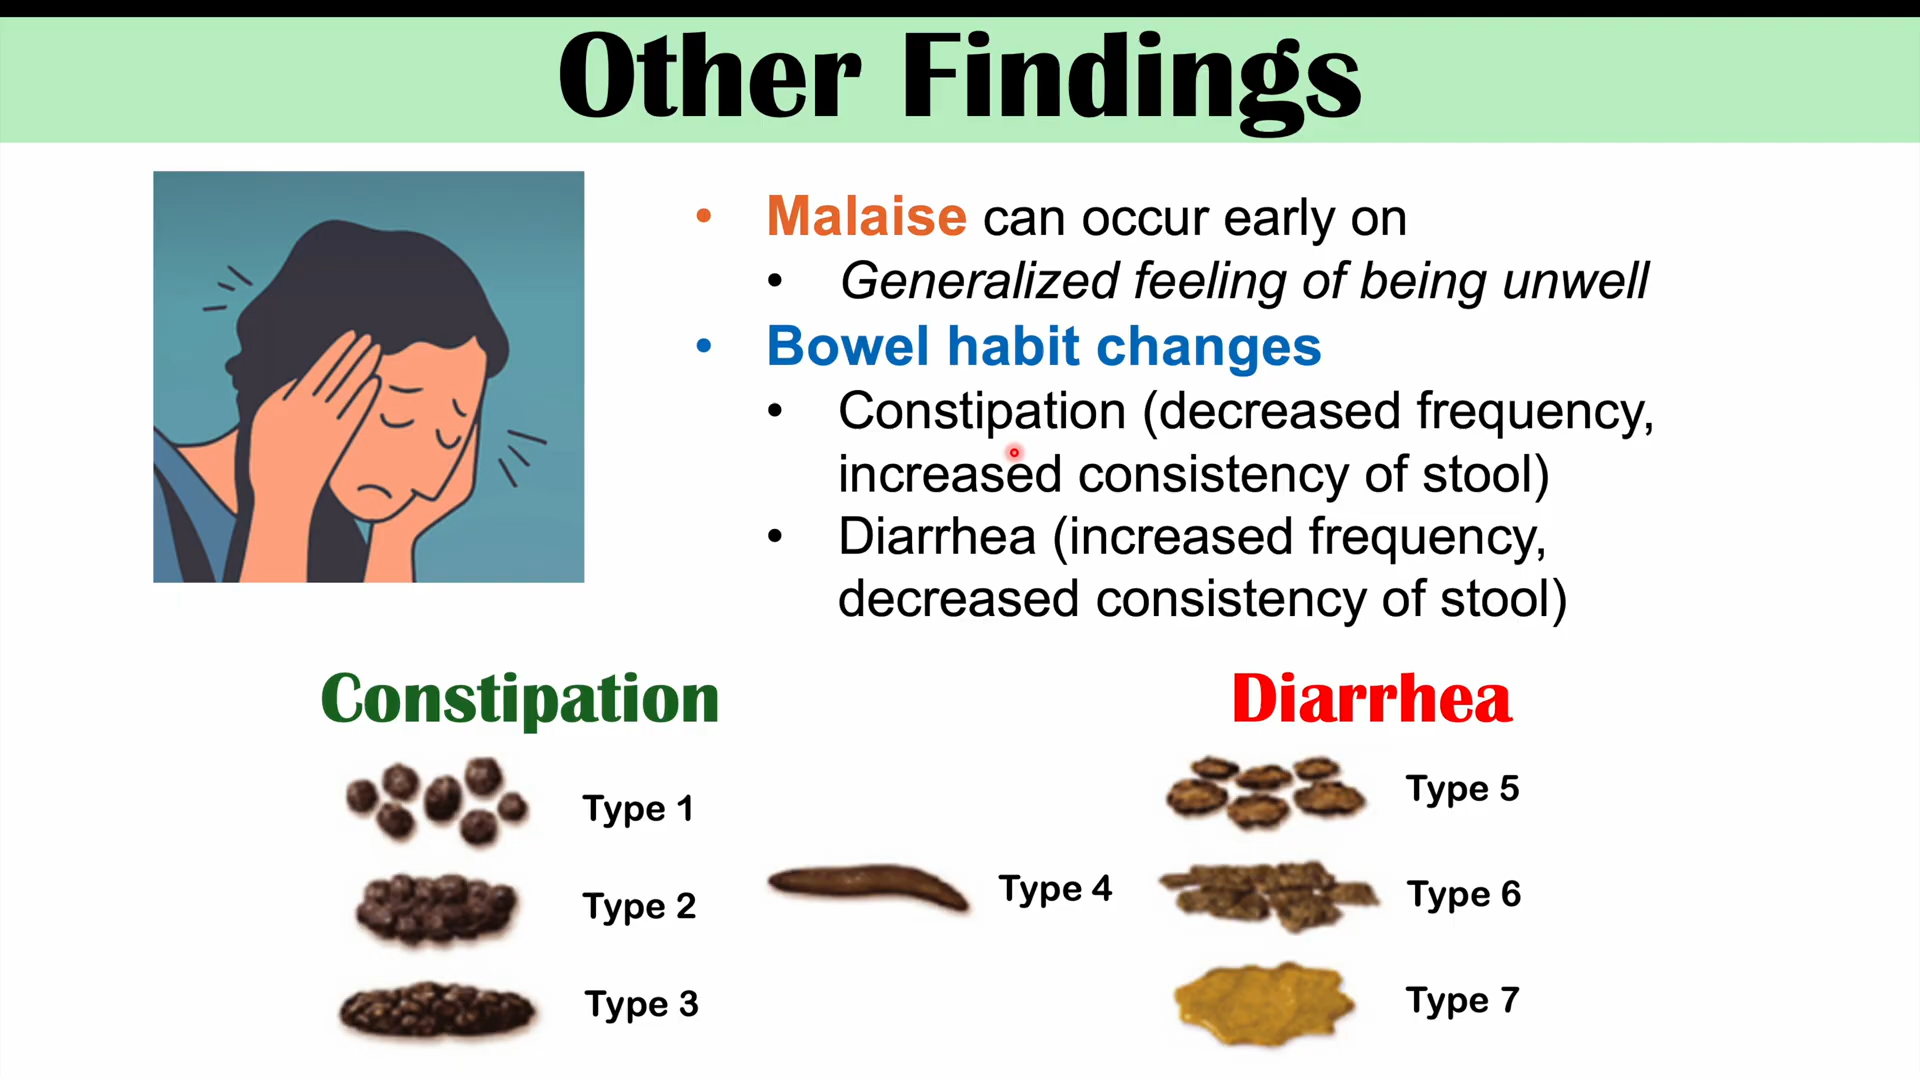 Other Findings
• Malaise can occur early on
• Generalized feeling of being unwell
• Bowel habit changes
• Constipation (decreased frequency,
increased consistency of stool)
• Diarrhea (increased frequency,
decreased consistency of stool)
Constipation
Type 1
Type 2
Type 3
Type 4
Diarrhea
Type 5
Type 6
Type 7